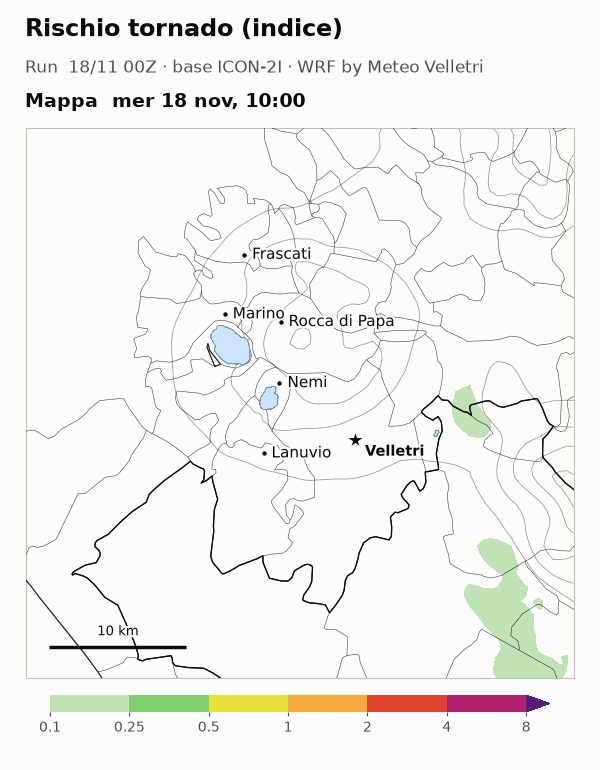 Rischio tornado (indice)
Run  18/11 00Z · base ICON-2I · WRF by Meteo Velletri
Mappa  mer 18 nov, 10:00
Frascati
Marino
Rocca di Papa
Nemi
Velletri
Lanuvio
10 km
0.1 0.25 0.5 1 2 4 8